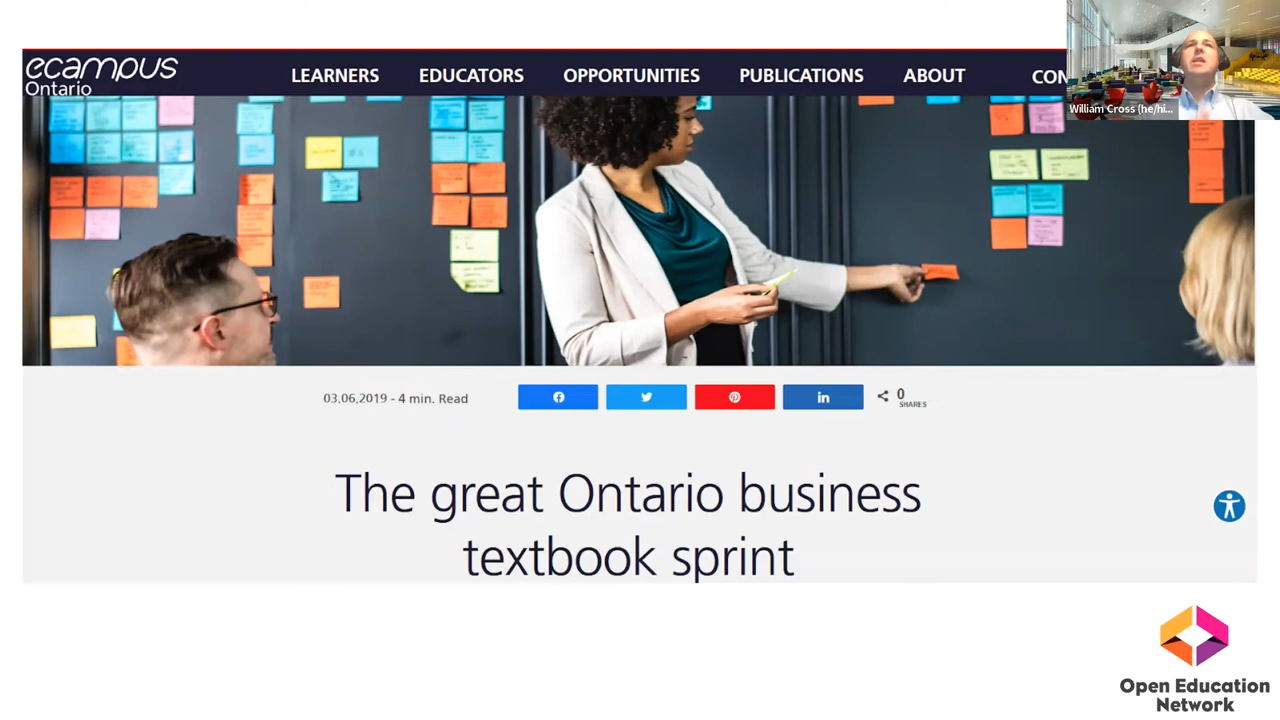 ecampus
Ontario
LEARNERS EDUCATORS OPPORTUNITIES PUBLICATIONS ABOUT CON
William Cross (he/hi...
03.06.2019 - 4 min. Read
0
SHARES
The great Ontario business
textbook sprint
Open Education
Network